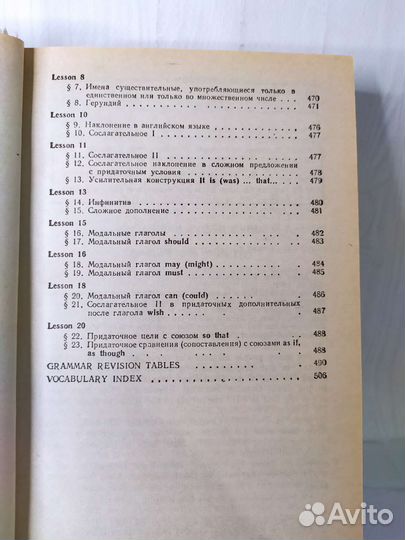 Lesson 8
§ 7. Имена существительные, употребляющиеся только в
единственном или только во множественном числе . . . 470
§ 8. Герундий . . . . . . . . . . . . 471
Lesson 10
§ 9. Наклонение в английском языке . . . . . 476
§ 10. Сослагательное I . . . . . . . . . . 477
Lesson 11
§ 11. Сослагательное II . . . . . . . . . . 477
§ 12. Сослагательное наклонение в сложном предложении
с придаточным условия . . . . . . . . . 478
§ 13. Усилительная конструкция It is (was) ... that... . . 479
Lesson 13
§ 14. Инфинитив . . . . . . . . . . . . 480
§ 15. Сложное дополнение . . . . . . . . . 481
Lesson 15
§ 16. Модальные глаголы . . . . . . . . . 482
§ 17. Модальный глагол should . . . . . . . 483
Lesson 16
§ 18. Модальный глагол may (might) . . . . . 484
§ 19. Модальный глагол must . . . . . . . . 485
Lesson 18
§ 20. Модальный глагол can (could) . . . . . 486
§ 21. Сослагательное II в придаточных дополнительных
после глагола wish . . . . . . . . . . 487
Lesson 20
§ 22. Придаточное цели с союзом so that . . . . 488
§ 23. Придаточное сравнения (сопоставления) с союзами as if,
as though . . . . . . . . . . . . . 488
GRAMMAR REVISION TABLES . . . . . . . . 490
VOCABULARY INDEX . . . . . . . . . . . 506
Avito